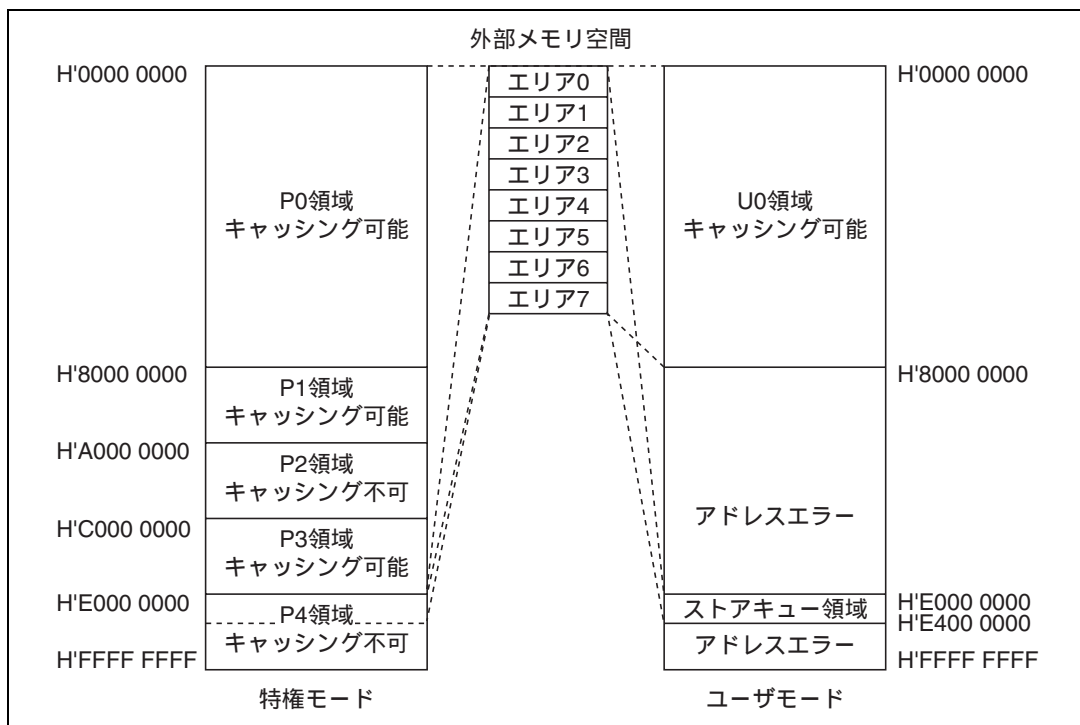 外部メモリ空間
H'0000 0000
P0領域
キャッシング可能
H'8000 0000
P1領域
キャッシング可能
H'A000 0000
P2領域
キャッシング不可
H'C000 0000
P3領域
キャッシング可能
H'E000 0000
P4領域
キャッシング不可
H'FFFF FFFF
特権モード
エリア0
エリア1
エリア2
エリア3
エリア4
エリア5
エリア6
エリア7
H'0000 0000
U0領域
キャッシング可能
H'8000 0000
アドレスエラー
ストアキュー領域
H'E000 0000
H'E400 0000
アドレスエラー
H'FFFF FFFF
ユーザモード